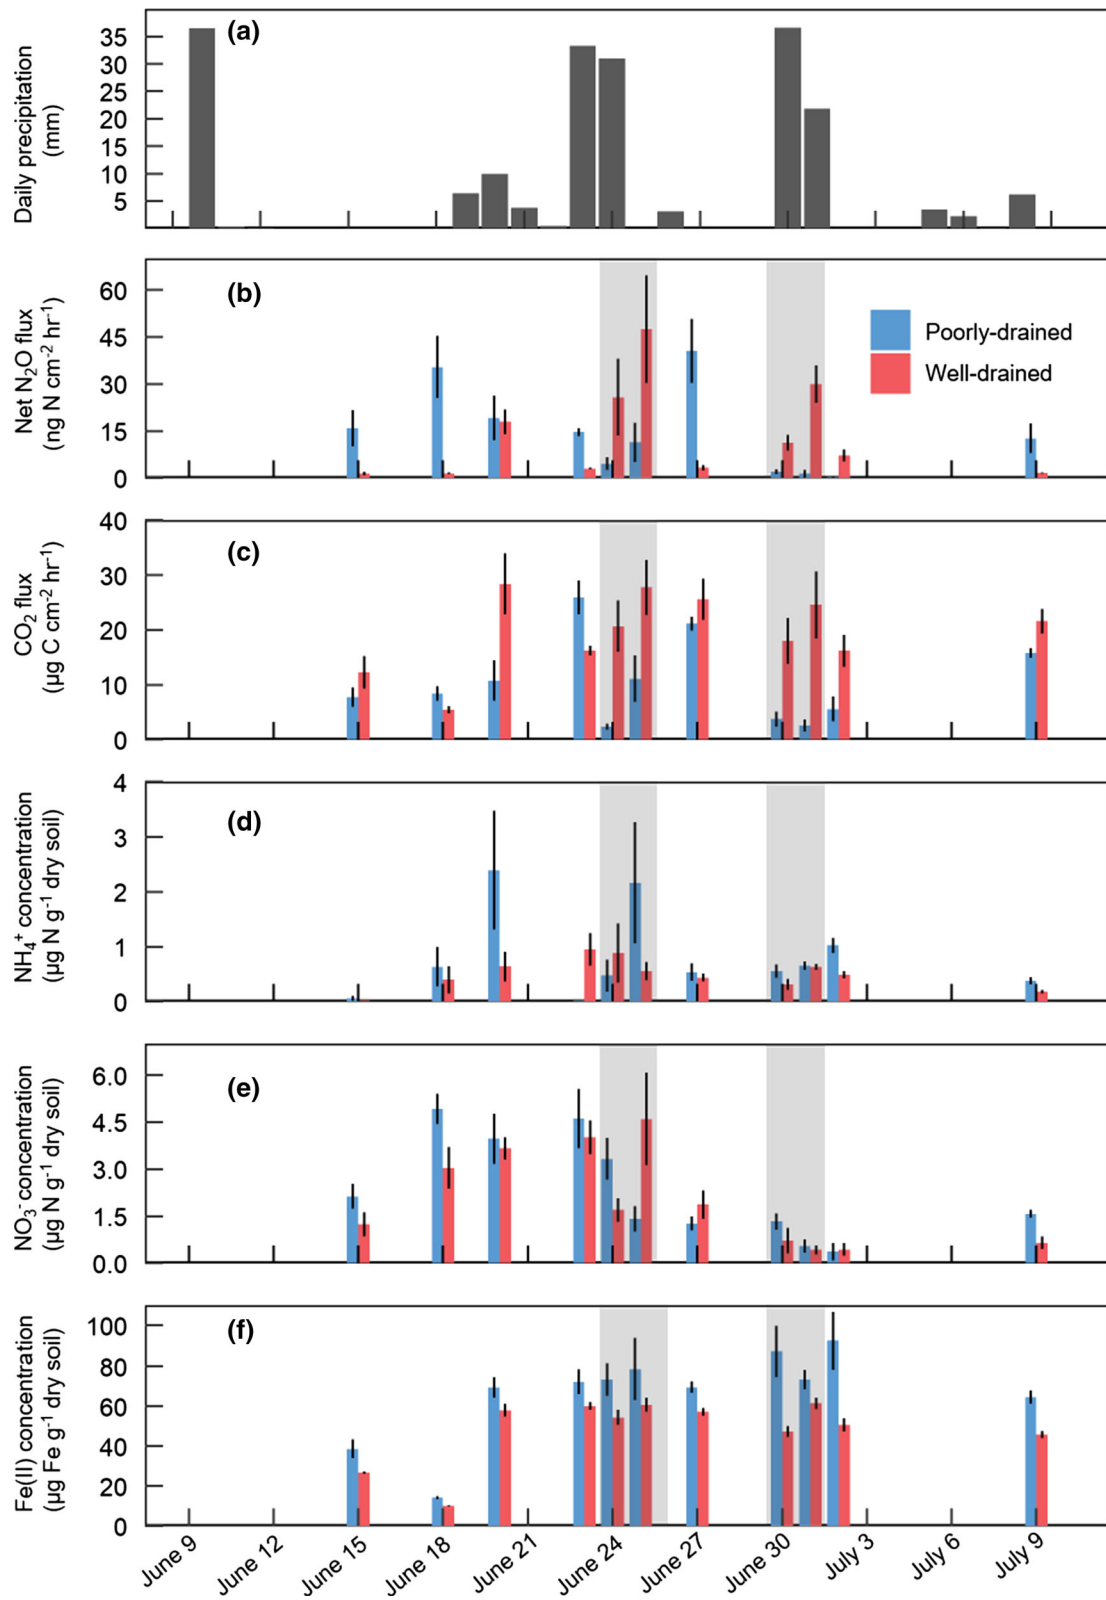 (a)
Daily precipitation
(mm)
35
30
25
20
15
10
5
(b)
Net N₂O flux
(ng N cm⁻² hr⁻¹)
60
45
30
15
0
Poorly-drained
Well-drained
(c)
CO₂ flux
(µg C cm⁻² hr⁻¹)
40
30
20
10
0
(d)
NH₄⁺ concentration
(µg N g⁻¹ dry soil)
4
3
2
1
0
(e)
NO₃⁻ concentration
(µg N g⁻¹ dry soil)
6.0
4.5
3.0
1.5
0.0
(f)
Fe(II) concentration
(µg Fe g⁻¹ dry soil)
100
80
60
40
20
0
June 9
June 12
June 15
June 18
June 21
June 24
June 27
June 30
July 3
July 6
July 9